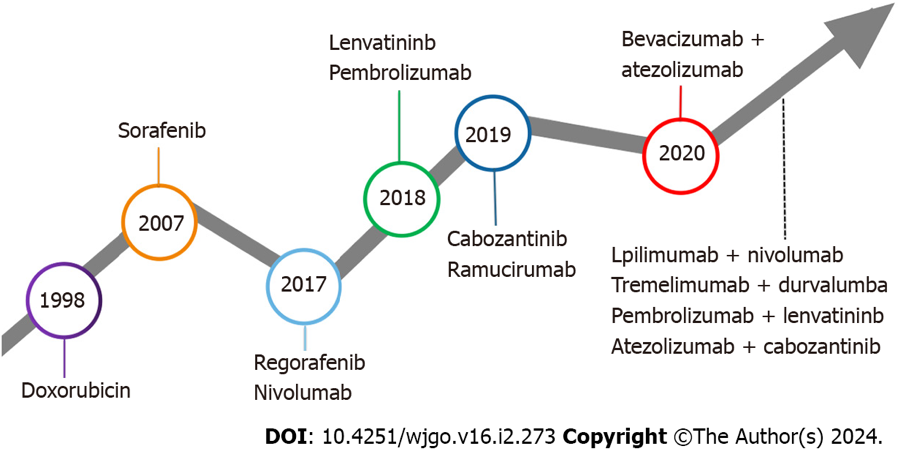 1998
Doxorubicin
2007
Sorafenib
2017
Regorafenib
Nivolumab
2018
Lenvatininb
Pembrolizumab
2019
Cabozantinib
Ramucirumab
2020
Bevacizumab +
atezolizumab
Lpilimumab + nivolumab
Tremelimumab + durvalumba
Pembrolizumab + lenvatininb
Atezolizumab + cabozantinib
DOI: 10.4251/wjgo.v16.i2.273 Copyright ©The Author(s) 2024.